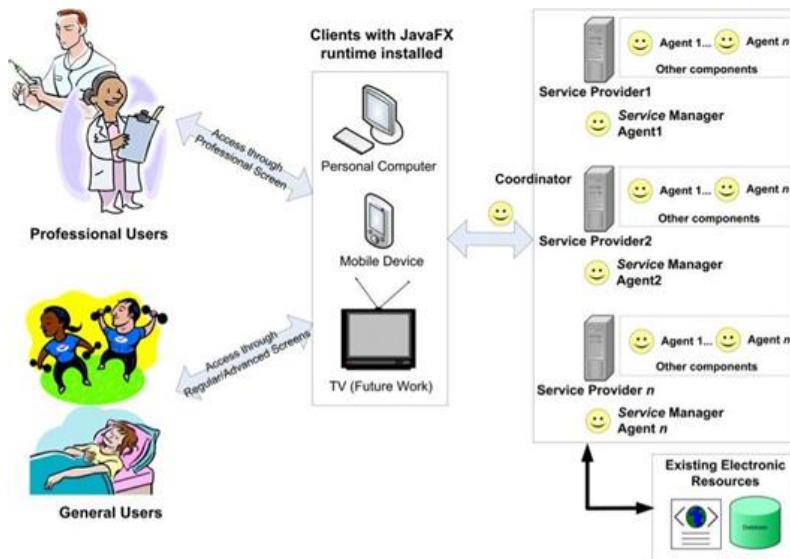 Professional Users
Access through
Professional Screen
Access through
Regular/Advanced Screens
General Users
Clients with JavaFX
runtime installed
Personal Computer
Mobile Device
TV (Future Work)
Coordinator
Agent 1... Agent n
Other components
Service Provider1
Service Manager
Agent1
Agent 1... Agent n
Other components
Service Provider2
Service Manager
Agent2
Agent 1... Agent n
Other components
Service Provider n
Service Manager
Agent n
Existing Electronic
Resources
Database